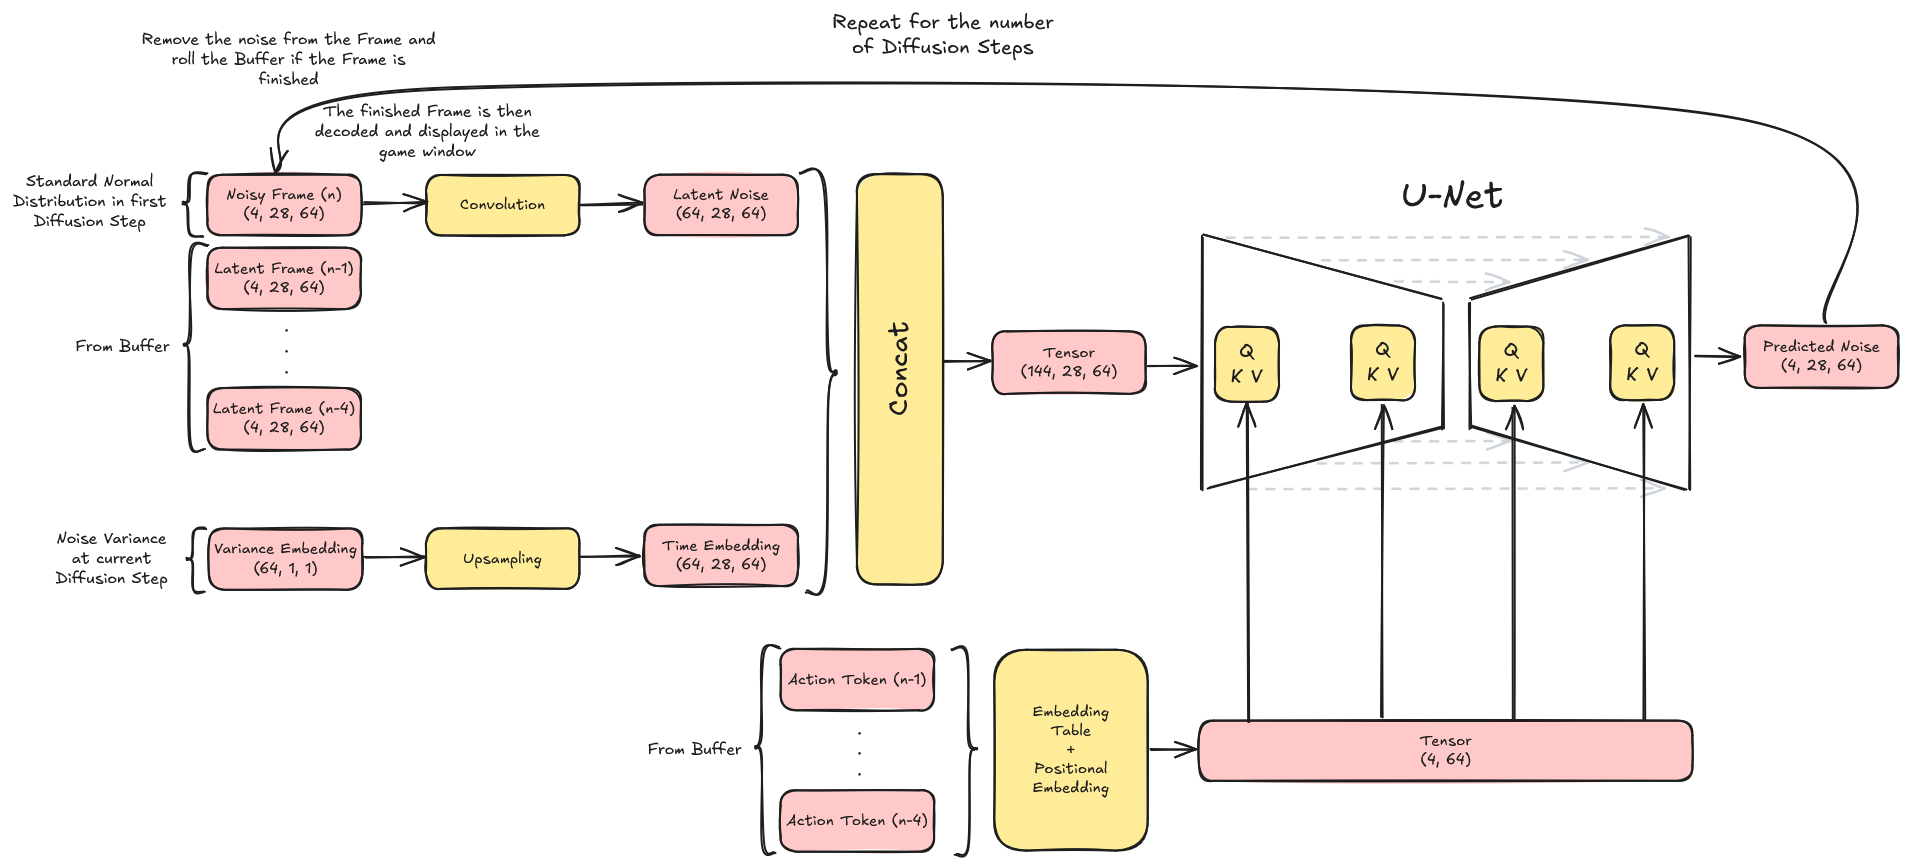 Repeat for the number
of Diffusion Steps
Remove the noise from the Frame and
roll the Buffer if the Frame is
finished
The finished Frame is then
decoded and displayed in the
game window
Standard Normal
Distribution in first
Diffusion Step
Noisy Frame (n)
(4, 28, 64)
Convolution
Latent Noise
(64, 28, 64)
From Buffer
Latent Frame (n-1)
(4, 28, 64)
.
.
.
Latent Frame (n-4)
(4, 28, 64)
Noise Variance
at current
Diffusion Step
Variance Embedding
(64, 1, 1)
Upsampling
Time Embedding
(64, 28, 64)
Concat
Tensor
(144, 28, 64)
U-Net
Q
K V
Q
K V
Q
K V
Q
K V
Predicted Noise
(4, 28, 64)
From Buffer
Action Token (n-1)
.
.
.
Action Token (n-4)
Embedding
Table
+
Positional
Embedding
Tensor
(4, 64)